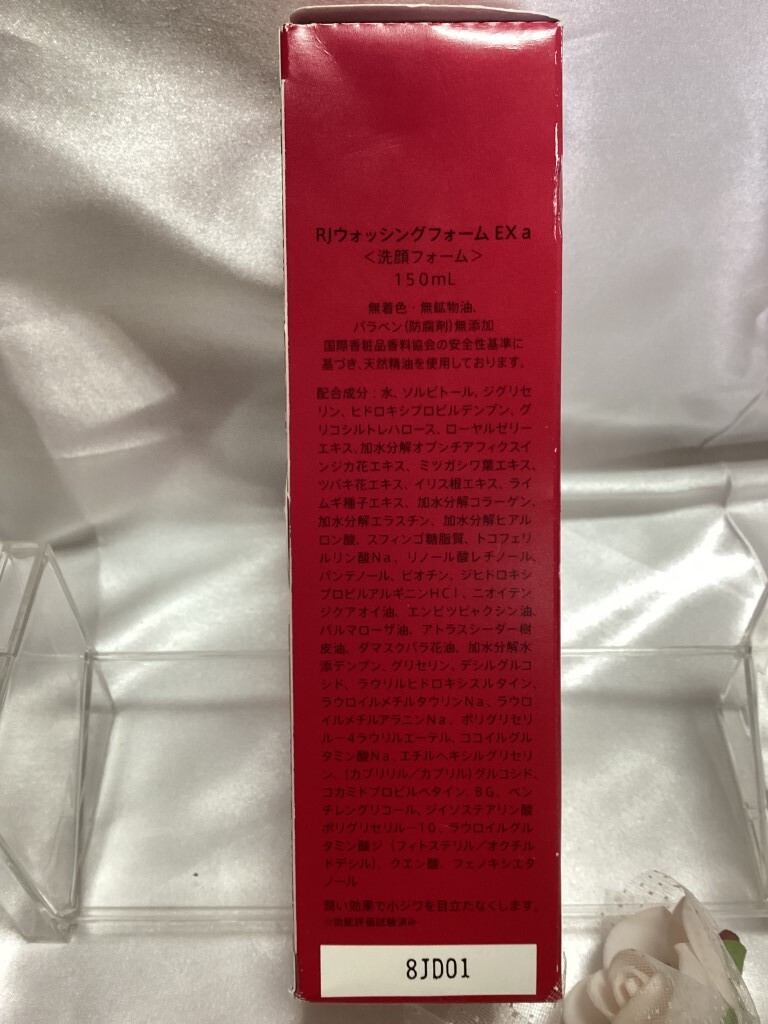 RJウォッシングフォーム EX a
＜洗顔フォーム＞
150mL
無着色・無鉱物油、
パラベン(防腐剤)無添加
国際香粧品香料協会の安全性基準に
基づき、天然精油を使用しております。
配合成分：水、ソルビトール、ジグリセ
リン、ヒドロキシプロピルデンプン、グ
リコシルトレハロース、ローヤルゼリー
エキス、加水分解オプンチアフィクスイ
ンジカ花エキス、ミツガシワ葉エキス、
ツバキ花エキス、イリス根エキス、ライ
ムギ種子エキス、加水分解コラーゲン、
加水分解エラスチン、加水分解ヒアル
ロン酸、スフィンゴ糖脂質、トコフェリ
ルリン酸Na、リノール酸レチノール、
パンテノール、ビオチン、ジヒドロキシ
プロピルアルギニンHCl、ニオイテン
ジクアオイ油、エンピツビャクシン油、
パルマローザ油、アトラスシーダー樹
皮油、ダマスクバラ花油、加水分解水
添デンプン、グリセリン、デシルグルコ
シド、ラウリルヒドロキシスルタイン、
ラウロイルメチルタウリンNa、ラウロ
イルメチルアラニンNa、ポリグリセリ
ル－4ラウリルエーテル、ココイルグル
タミン酸Na、エチルヘキシルグリセリ
ン、(カプリリル／カプリル)グルコシド、
コカミドプロピルベタイン、BG、ペン
チレングリコール、ジイソステアリン酸
ポリグリセリル－10、ラウロイルグル
タミン酸ジ（フィトステリル／オクチル
ドデシル）、クエン酸、フェノキシエタ
ノール
潤い効果で小ジワを目立たなくします。
※効能評価試験済み
8JD01